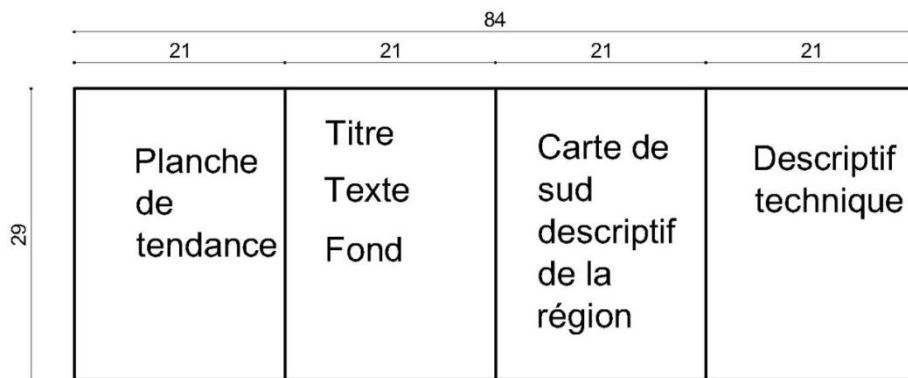 84
21
21
21
21
29
Planche
de
tendance
Titre
Texte
Fond
Carte de
sud
descriptif
de la
région
Descriptif
technique